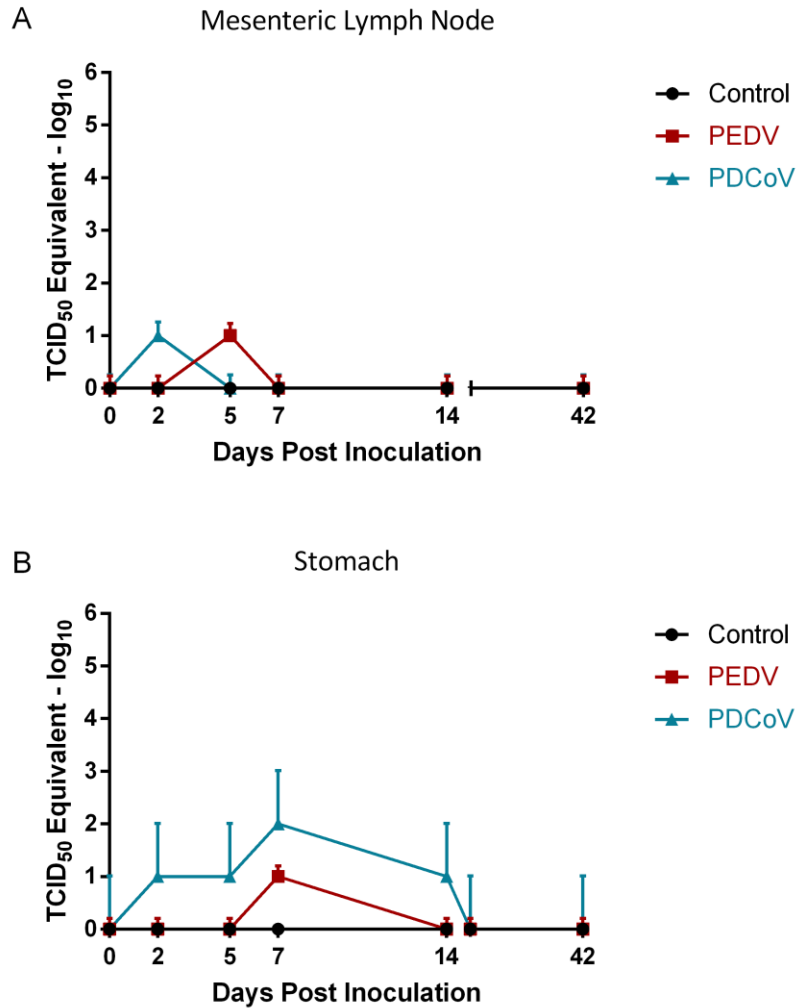 A
Mesenteric Lymph Node
TCID50 Equivalent - log10
6
5
4
3
2
1
0
0 2 5 7 14 42
Days Post Inoculation
Control
PEDV
PDCoV
B
Stomach
TCID50 Equivalent - log10
6
5
4
3
2
1
0
0 2 5 7 14 42
Days Post Inoculation
Control
PEDV
PDCoV